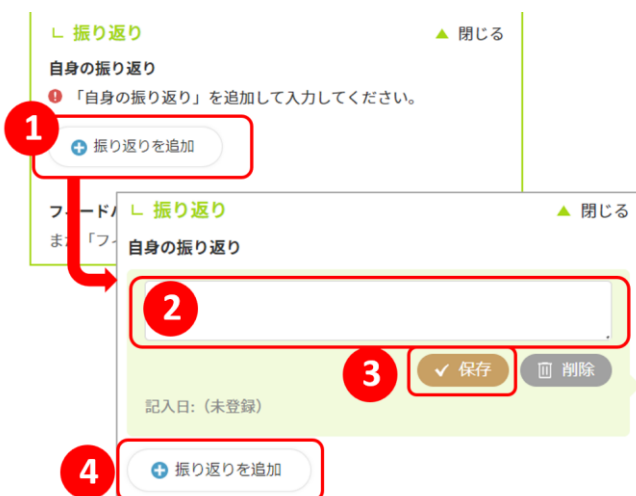 ∟ 振り返り ▲ 閉じる
自身の振り返り
「自身の振り返り」を追加して入力してください。
1
振り返りを追加
∟ 振り返り ▲ 閉じる
自身の振り返り
2
3
保存 削除
記入日:（未登録）
4
振り返りを追加